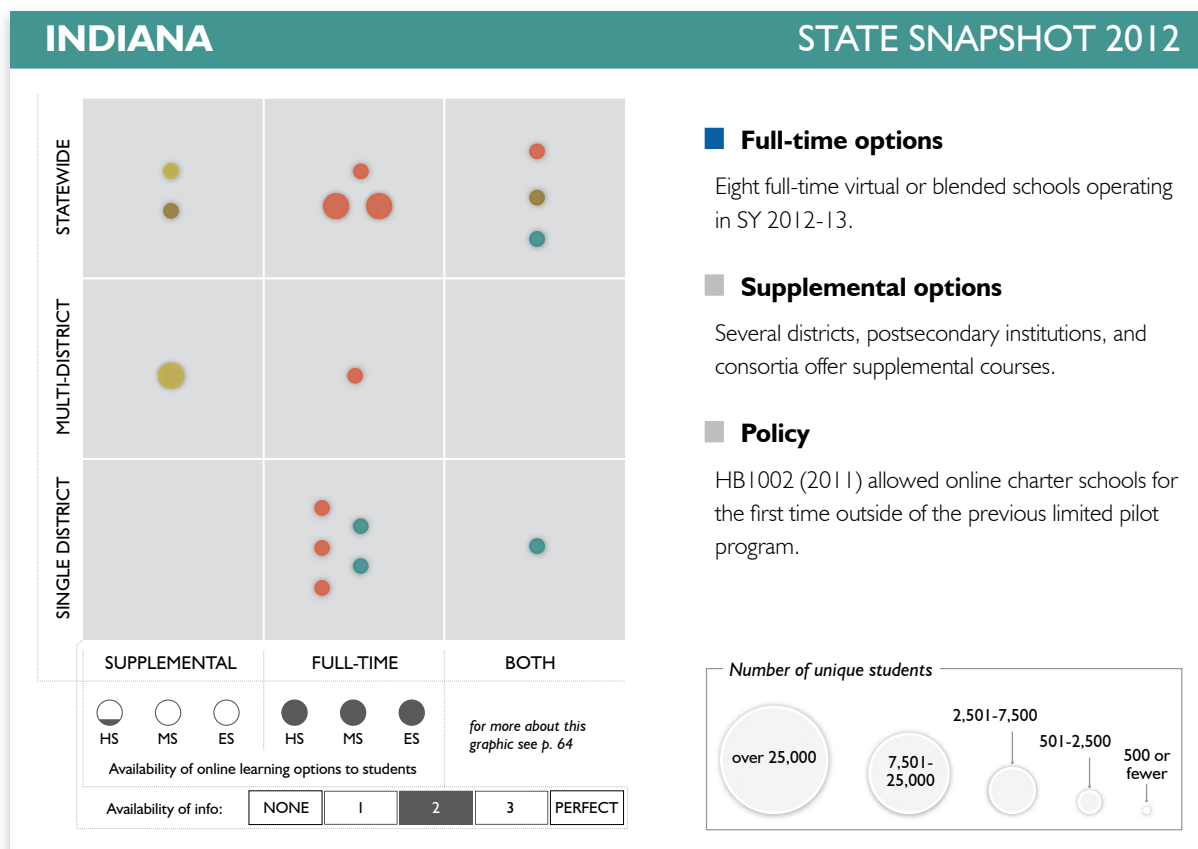 INDIANA
STATE SNAPSHOT 2012
STATEWIDE
MULTI-DISTRICT
SINGLE DISTRICT
SUPPLEMENTAL
FULL-TIME
BOTH
HS
MS
ES
HS
MS
ES
for more about this
graphic see p. 64
Availability of online learning options to students
Availability of info:
NONE
1
2
3
PERFECT
Full-time options
Eight full-time virtual or blended schools operating
in SY 2012-13.
Supplemental options
Several districts, postsecondary institutions, and
consortia offer supplemental courses.
Policy
HB1002 (2011) allowed online charter schools for
the first time outside of the previous limited pilot
program.
Number of unique students
over 25,000
7,501-
25,000
2,501-7,500
501-2,500
500 or
fewer